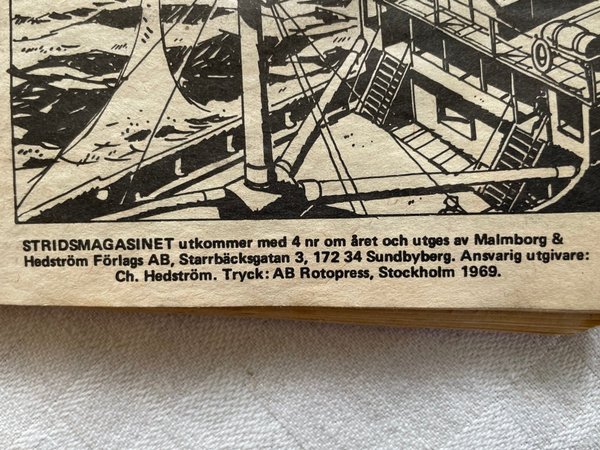 STRIDSMAGASINET utkommer med 4 nr om året och utges av Malmborg &
Hedström Förlags AB, Starrbäcksgatan 3, 172 34 Sundbyberg. Ansvarig utgivare:
Ch. Hedström. Tryck: AB Rotopress, Stockholm 1969.